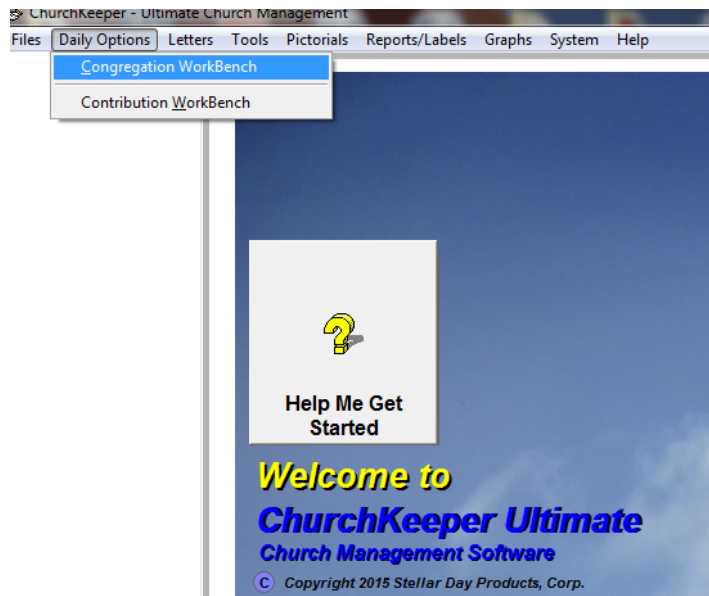 ChurchKeeper - Ultimate Church Management
Files Daily Options Letters Tools Pictorials Reports/Labels Graphs System Help
Congregation WorkBench
Contribution WorkBench
Help Me Get
Started
Welcome to
ChurchKeeper Ultimate
Church Management Software
C Copyright 2015 Stellar Day Products, Corp.